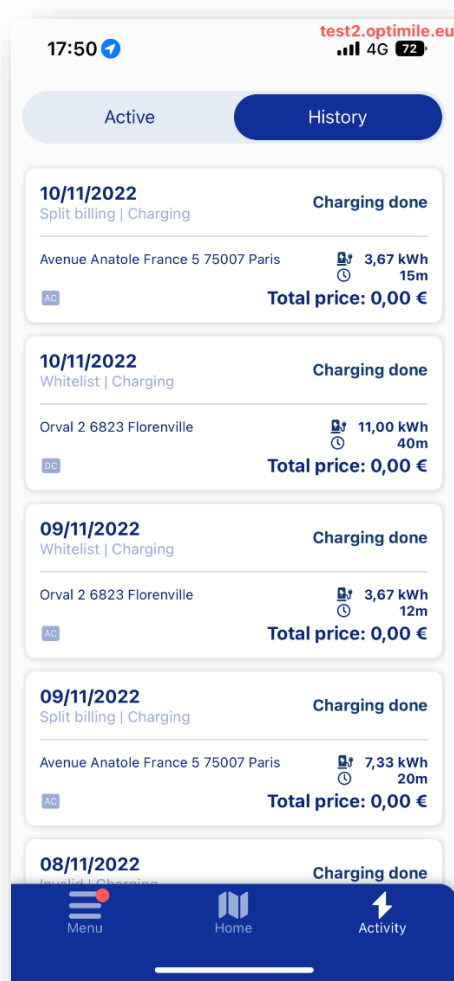 test2.optimile.eu
17:50 4G 72
Active History
10/11/2022
Split billing | Charging
Charging done
Avenue Anatole France 5 75007 Paris
3,67 kWh
15m
AC
Total price: 0,00 €
10/11/2022
Whitelist | Charging
Charging done
Orval 2 6823 Florenville
11,00 kWh
40m
DC
Total price: 0,00 €
09/11/2022
Whitelist | Charging
Charging done
Orval 2 6823 Florenville
3,67 kWh
12m
AC
Total price: 0,00 €
09/11/2022
Split billing | Charging
Charging done
Avenue Anatole France 5 75007 Paris
7,33 kWh
20m
AC
Total price: 0,00 €
08/11/2022
Invalid | Charging
Charging done
Menu Home Activity